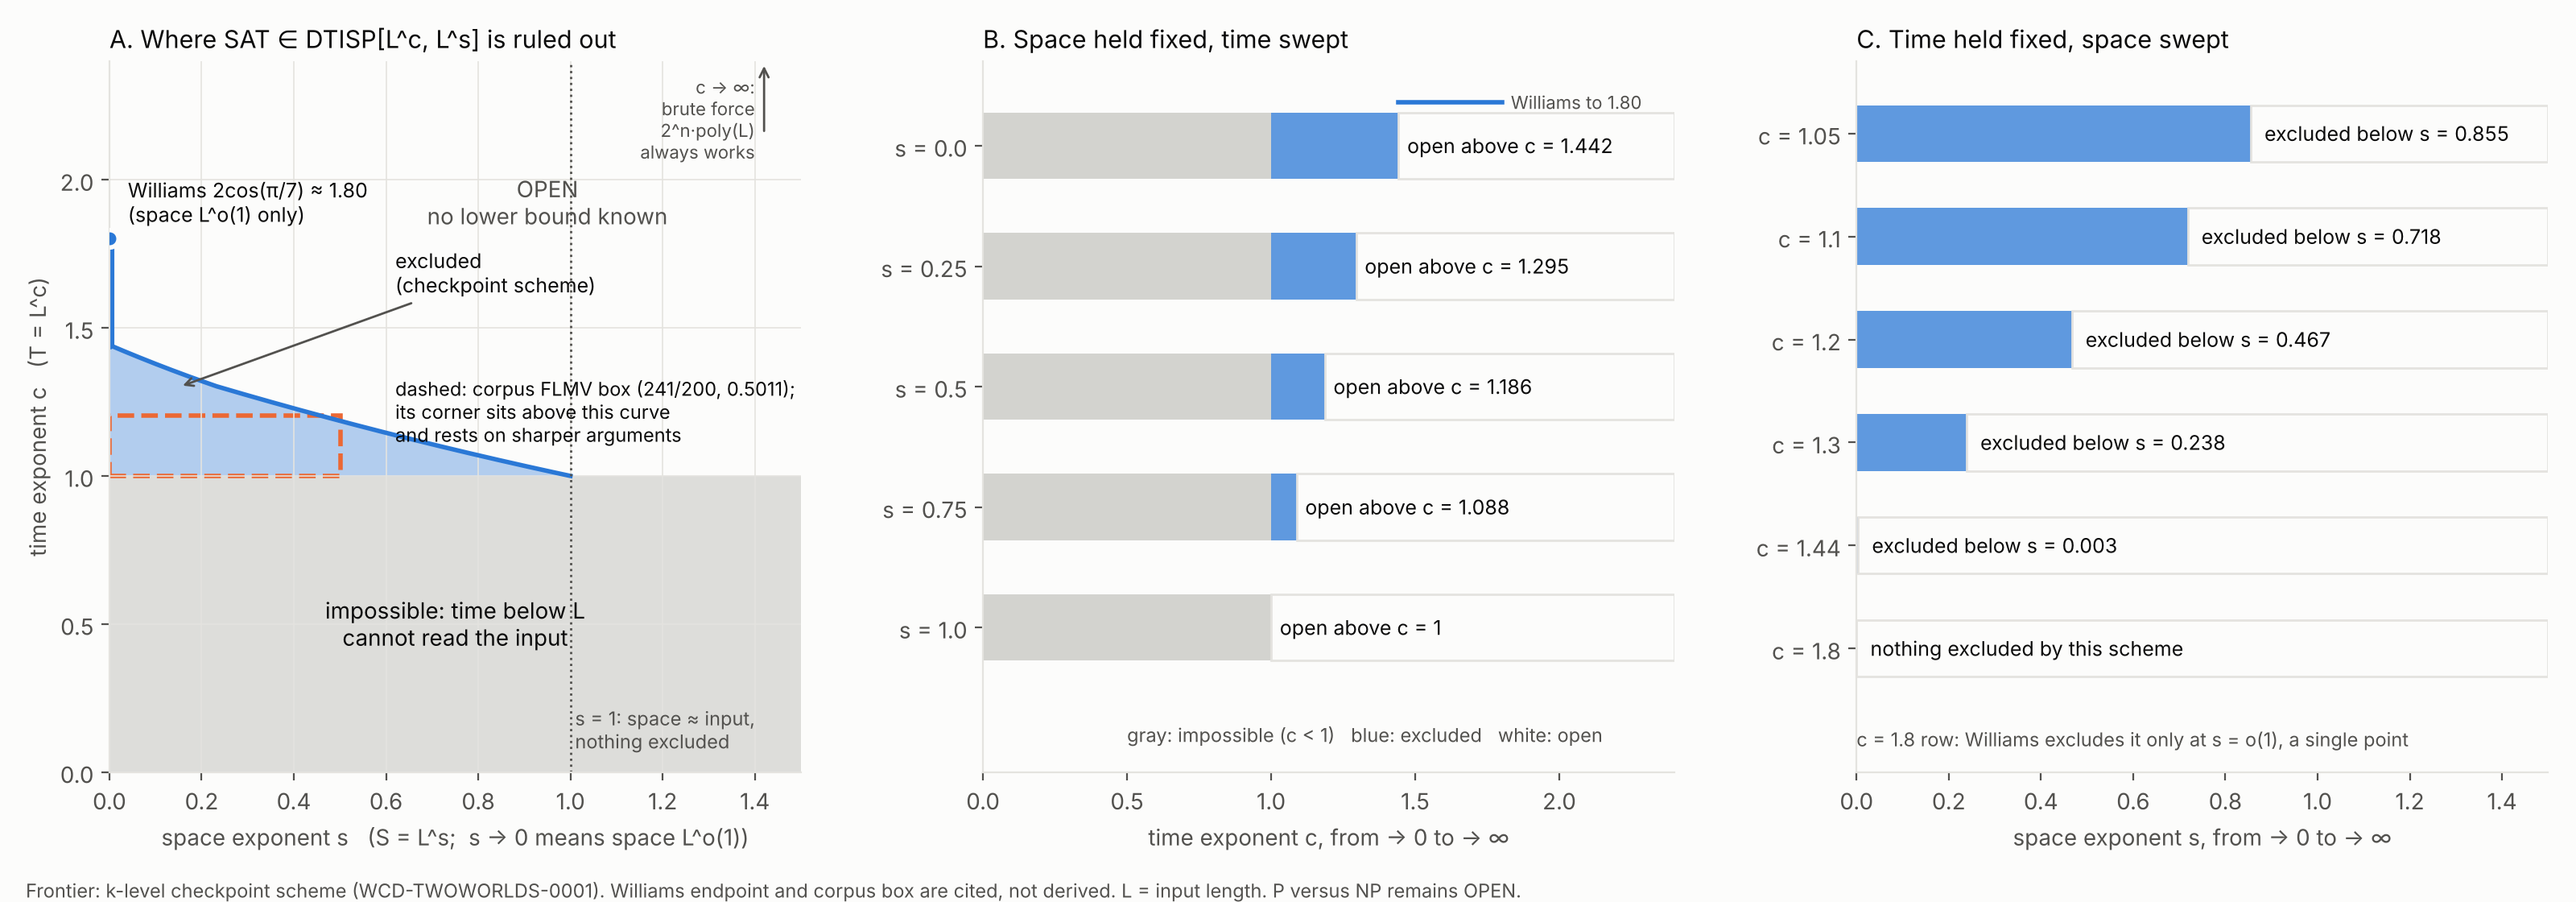 A. Where SAT ∈ DTISP[L^c, L^s] is ruled out
c → ∞:
brute force
2^n·poly(L)
always works
Williams 2cos(π/7) ≈ 1.80
(space L^o(1) only)
OPEN
no lower bound known
excluded
(checkpoint scheme)
dashed: corpus FLMV box (241/200, 0.5011);
its corner sits above this curve
and rests on sharper arguments
impossible: time below L
cannot read the input
s = 1: space ≈ input,
nothing excluded
time exponent c (T = L^c)
2.0
1.5
1.0
0.5
0.0
0.0 0.2 0.4 0.6 0.8 1.0 1.2 1.4
space exponent s (S = L^s; s → 0 means space L^o(1))
B. Space held fixed, time swept
Williams to 1.80
s = 0.0 open above c = 1.442
s = 0.25 open above c = 1.295
s = 0.5 open above c = 1.186
s = 0.75 open above c = 1.088
s = 1.0 open above c = 1
gray: impossible (c < 1) blue: excluded white: open
0.0 0.5 1.0 1.5 2.0
time exponent c, from → 0 to → ∞
C. Time held fixed, space swept
c = 1.05 excluded below s = 0.855
c = 1.1 excluded below s = 0.718
c = 1.2 excluded below s = 0.467
c = 1.3 excluded below s = 0.238
c = 1.44 excluded below s = 0.003
c = 1.8 nothing excluded by this scheme
c = 1.8 row: Williams excludes it only at s = o(1), a single point
0.0 0.2 0.4 0.6 0.8 1.0 1.2 1.4
space exponent s, from → 0 to → ∞
Frontier: k-level checkpoint scheme (WCD-TWOWORLDS-0001). Williams endpoint and corpus box are cited, not derived. L = input length. P versus NP remains OPEN.